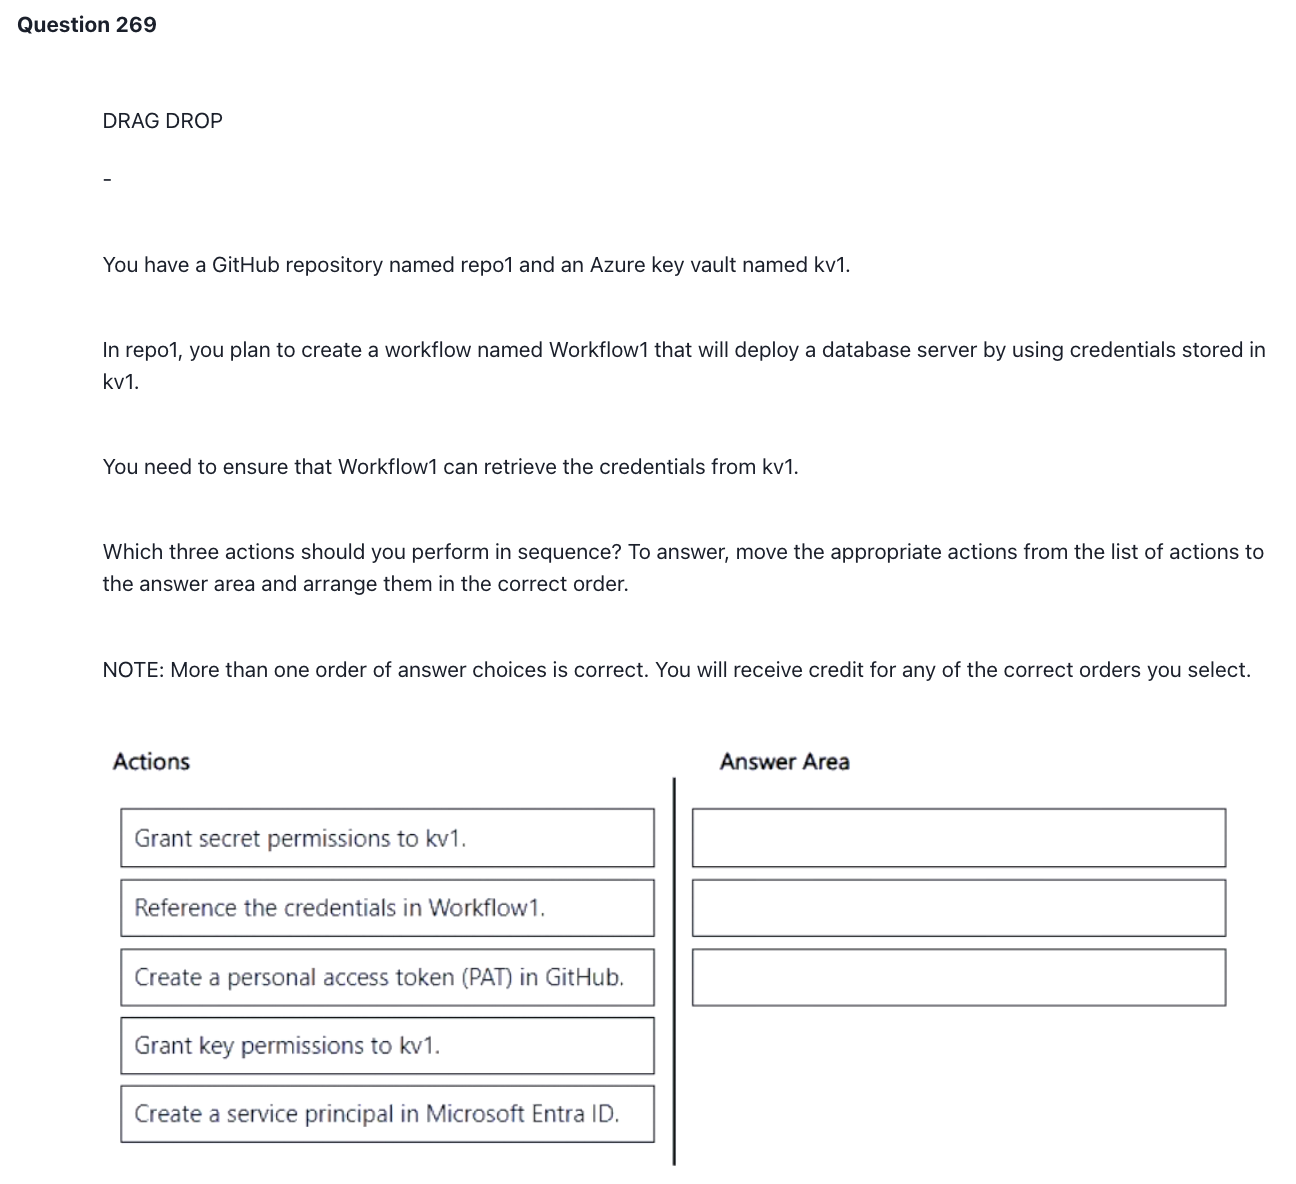 Question 269
DRAG DROP
-
You have a GitHub repository named repo1 and an Azure key vault named kv1.
In repo1, you plan to create a workflow named Workflow1 that will deploy a database server by using credentials stored in
kv1.
You need to ensure that Workflow1 can retrieve the credentials from kv1.
Which three actions should you perform in sequence? To answer, move the appropriate actions from the list of actions to
the answer area and arrange them in the correct order.
NOTE: More than one order of answer choices is correct. You will receive credit for any of the correct orders you select.
Actions
Answer Area
Grant secret permissions to kv1.
Reference the credentials in Workflow1.
Create a personal access token (PAT) in GitHub.
Grant key permissions to kv1.
Create a service principal in Microsoft Entra ID.